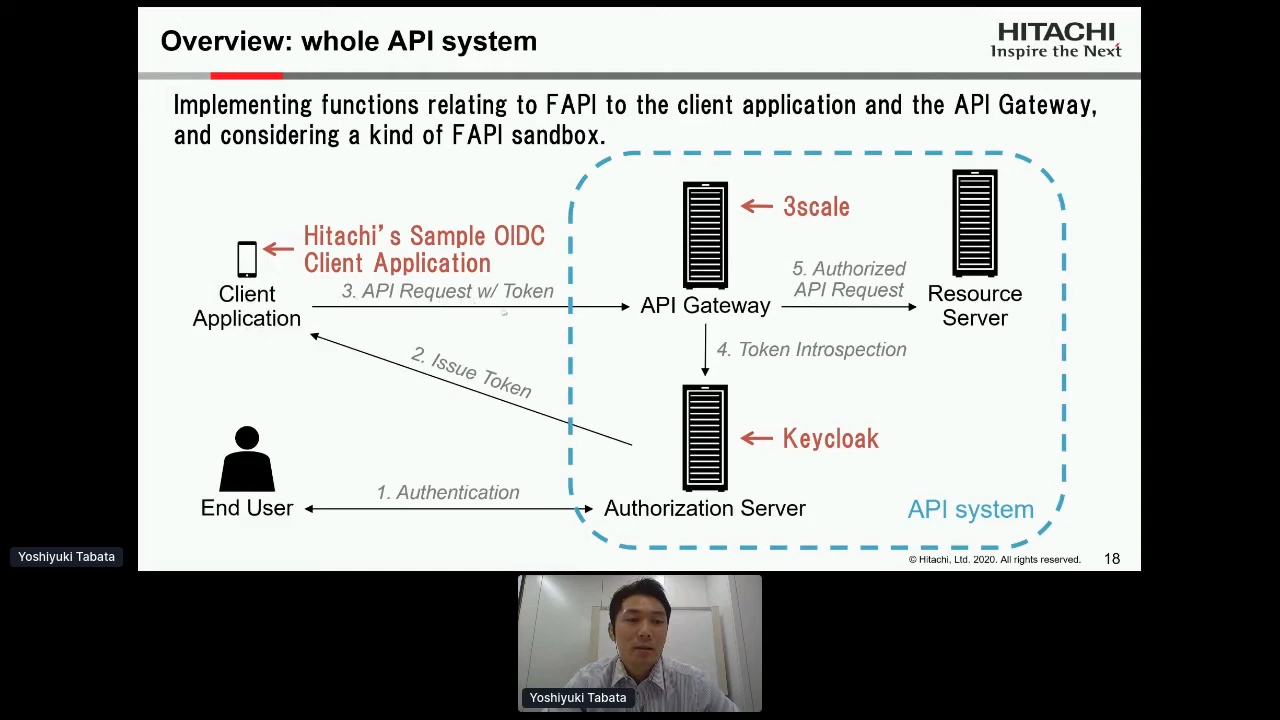 Overview: whole API system
HITACHI
Inspire the Next
Implementing functions relating to FAPI to the client application and the API Gateway,
and considering a kind of FAPI sandbox.
3scale
Hitachi's Sample OIDC
Client Application
5. Authorized
API Request
3. API Request w/ Token
Client
Application
API Gateway
Resource
Server
4. Token Introspection
2. Issue Token
Keycloak
1. Authentication
End User
Authorization Server
API system
Yoshiyuki Tabata
© Hitachi, Ltd. 2020. All rights reserved.
18
Yoshiyuki Tabata